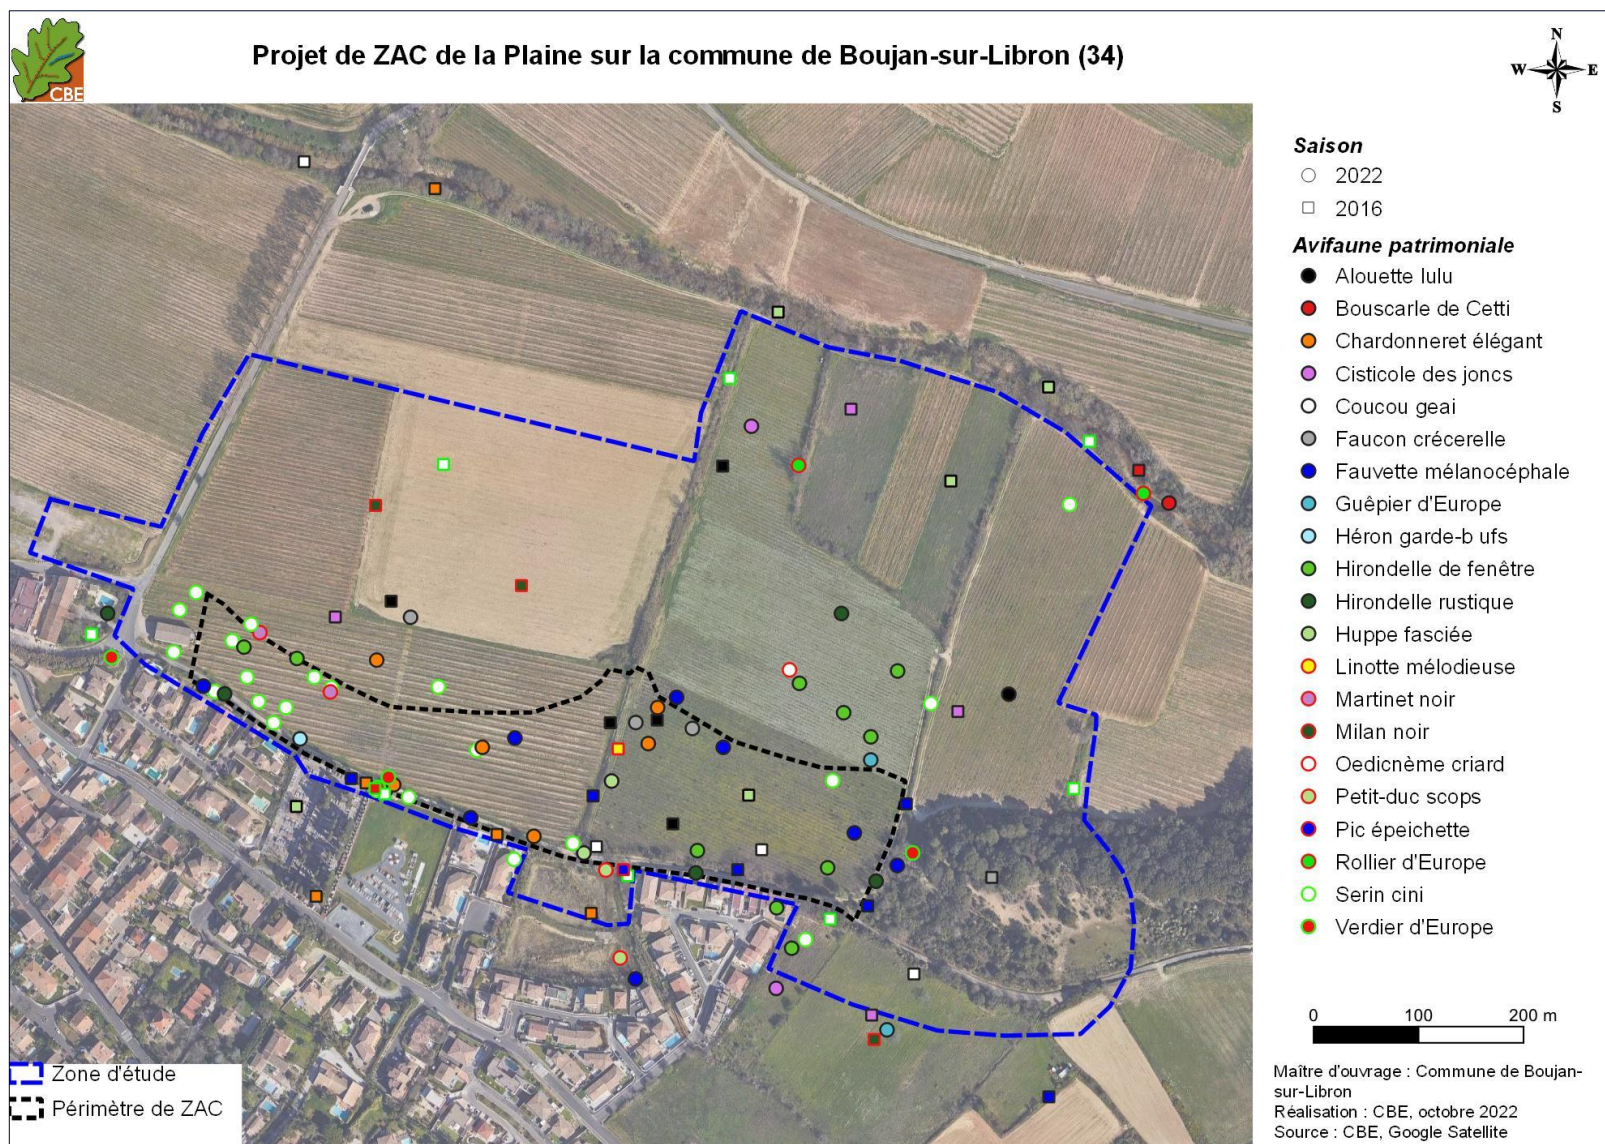 CBE
Projet de ZAC de la Plaine sur la commune de Boujan-sur-Libron (34)
N
W E
S
Saison
2022
2016
Avifaune patrimoniale
Alouette lulu
Bouscarle de Cetti
Chardonneret élégant
Cisticole des joncs
Coucou geai
Faucon crécerelle
Fauvette mélanocéphale
Guêpier d'Europe
Héron garde-b ufs
Hirondelle de fenêtre
Hirondelle rustique
Huppe fasciée
Linotte mélodieuse
Martinet noir
Milan noir
Oedicnème criard
Petit-duc scops
Pic épeichette
Rollier d'Europe
Serin cini
Verdier d'Europe
0 100 200 m
Zone d'étude
Périmètre de ZAC
Maître d'ouvrage : Commune de Boujan-
sur-Libron
Réalisation : CBE, octobre 2022
Source : CBE, Google Satellite